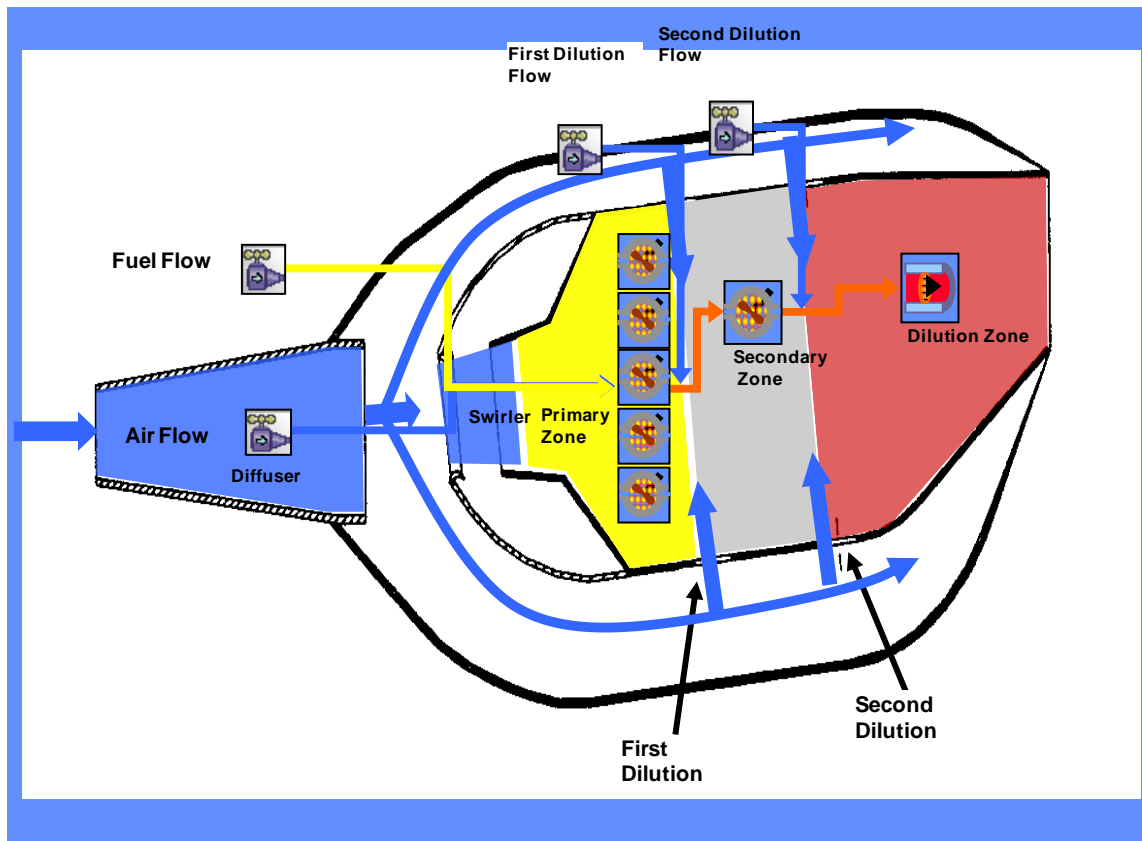 Second Dilution
Flow
First Dilution
Flow
Fuel Flow
Air Flow
Diffuser
Swirler
Primary
Zone
Secondary
Zone
Dilution Zone
First
Dilution
Second
Dilution